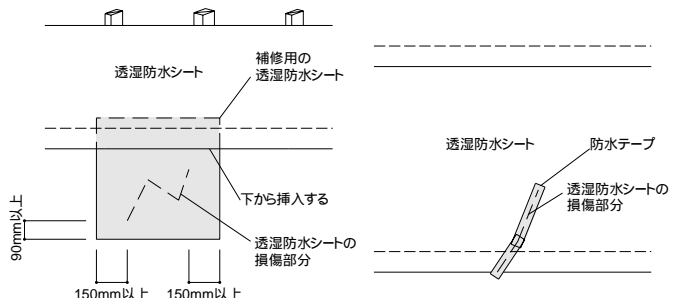 透湿防水シート
補修用の
透湿防水シート
下から挿入する
透湿防水シートの
損傷部分
90mm以上
150mm以上
150mm以上
透湿防水シート
防水テープ
透湿防水シートの
損傷部分